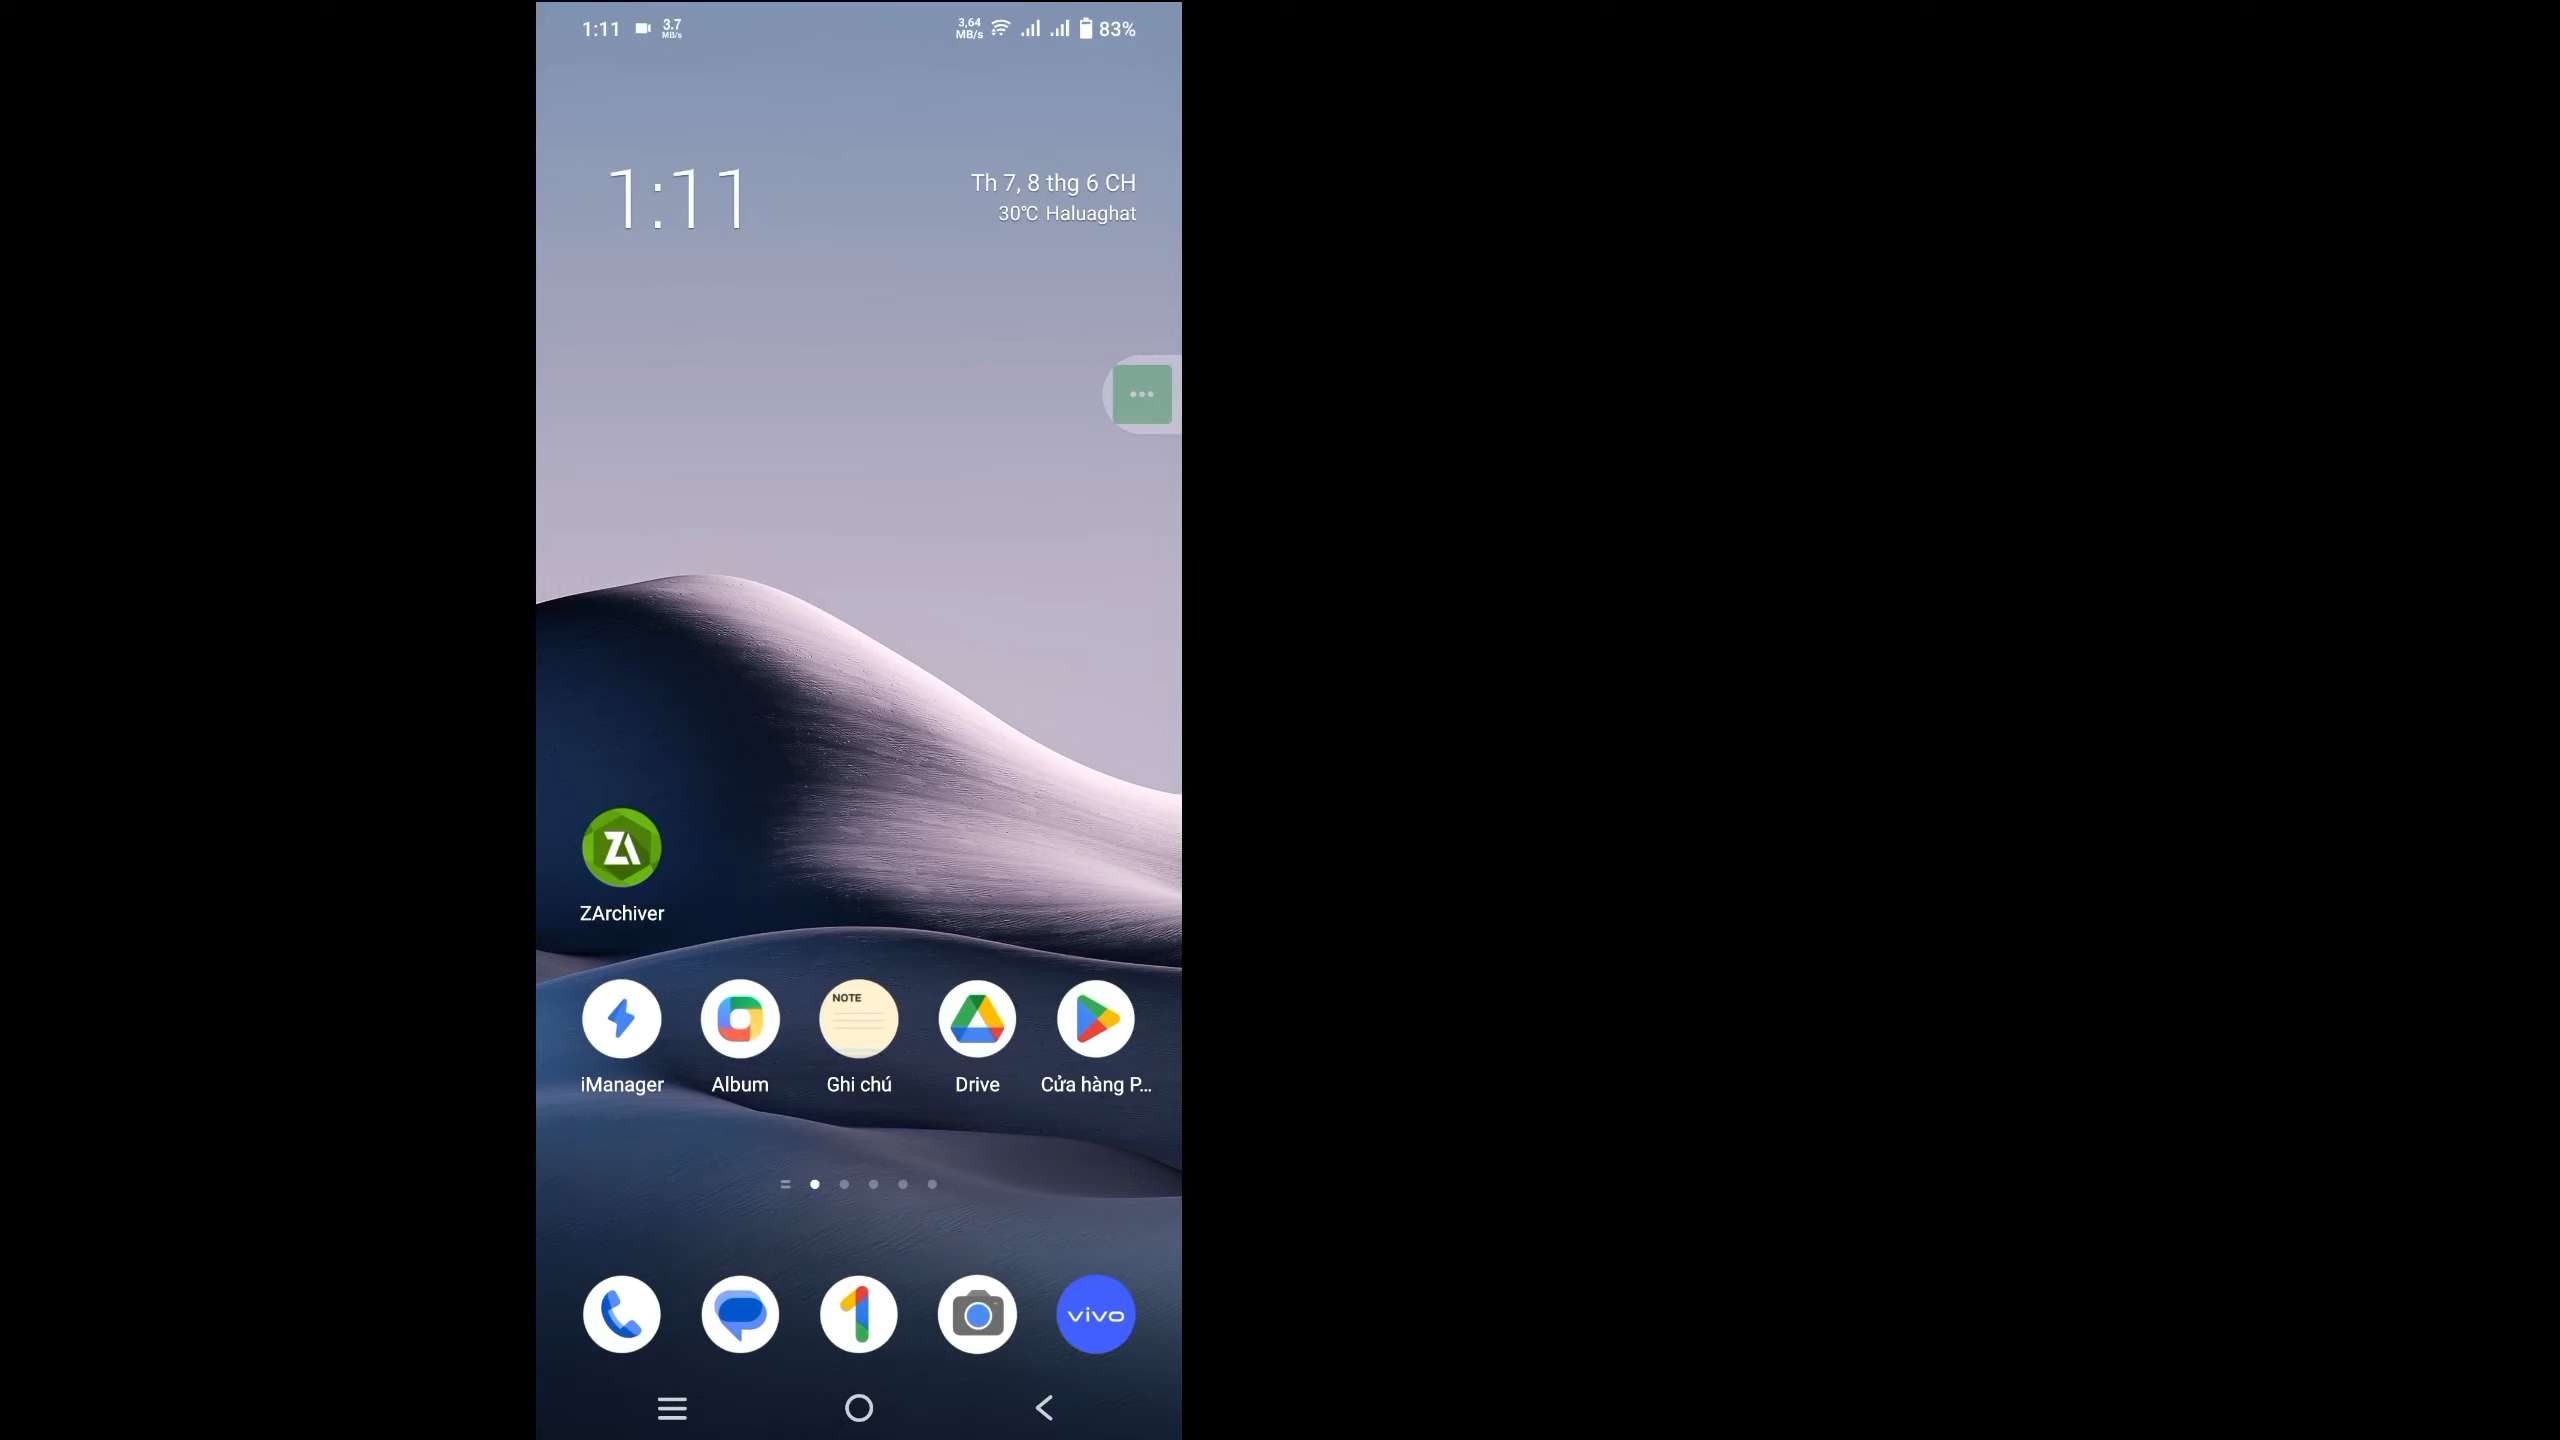 1:11
3.7
MB/s
3,64
MB/s
83%
1:11
Th 7, 8 thg 6 CH
30°C Haluaghat
ZA
ZArchiver
NOTE
iManager
Album
Ghi chú
Drive
Cửa hàng P...
vivo